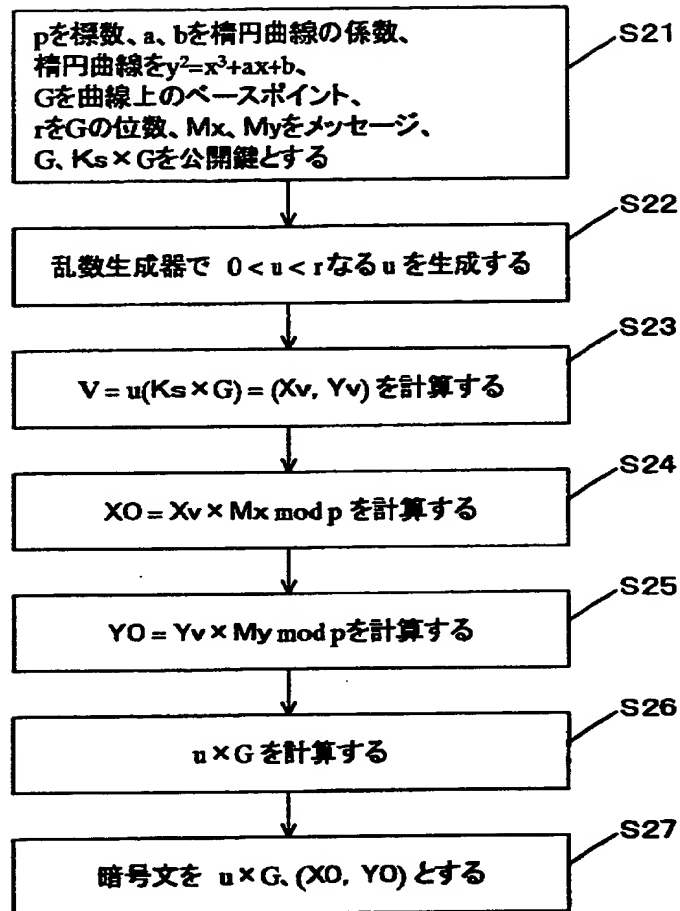 pを標数、a、bを楕円曲線の係数、
楕円曲線をy²=x³+ax+b、
Gを曲線上のベースポイント、
rをGの位数、Mx、Myをメッセージ、
G、Ks×Gを公開鍵とする
S21
乱数生成器で 0<u<rなるuを生成する
S22
V=u(Ks×G)=(Xv, Yv) を計算する
S23
X0=Xv×Mx mod p を計算する
S24
Y0=Yv×My mod pを計算する
S25
u×G を計算する
S26
暗号文を u×G、(X0, Y0) とする
S27